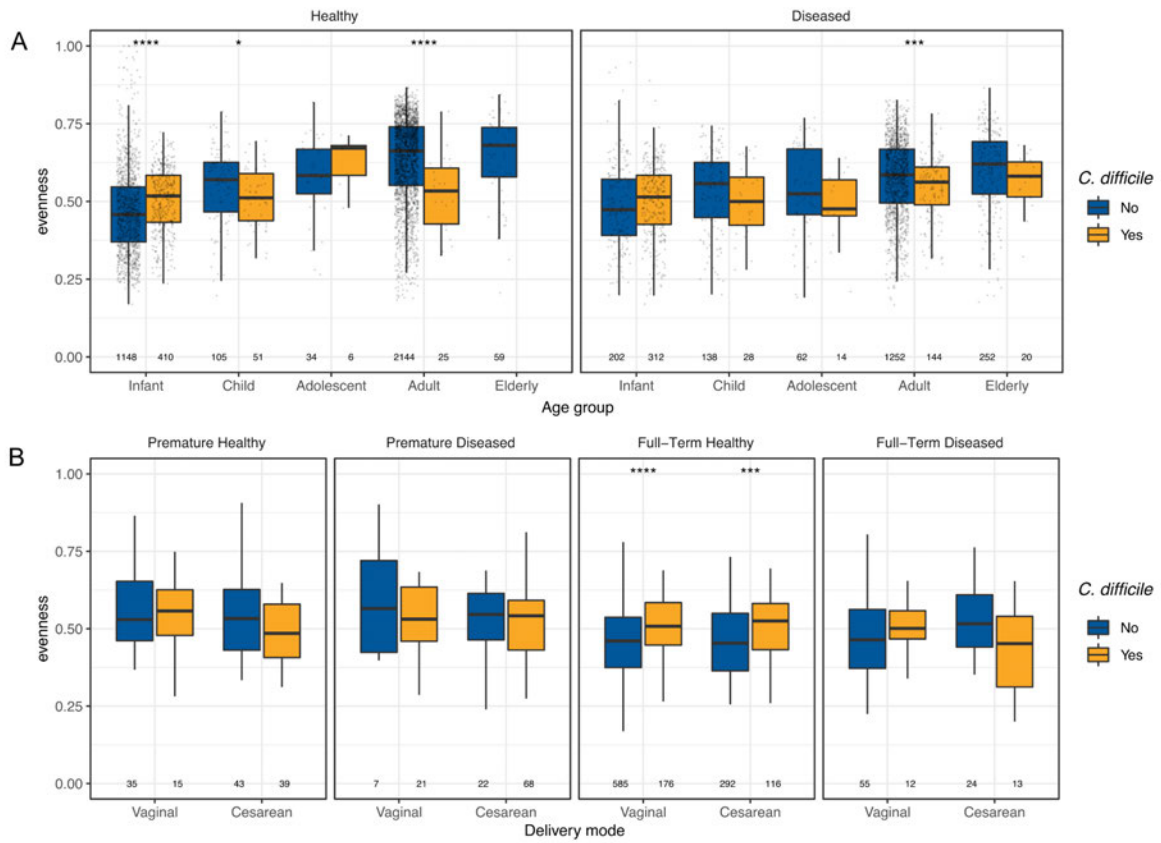 A
Healthy
Diseased
**** * ****
***
evenness
1.00
0.75
0.50
0.25
0.00
1148 410 105 51 34 6 2144 25 59
202 312 138 28 62 14 1252 144 252 20
Infant Child Adolescent Adult Elderly
Infant Child Adolescent Adult Elderly
Age group
C. difficile
No
Yes
B
Premature Healthy
Premature Diseased
Full-Term Healthy
Full-Term Diseased
**** ***
evenness
1.00
0.75
0.50
0.25
0.00
35 15 43 39
7 21 22 68
585 176 292 116
55 12 24 13
Vaginal Cesarean
Vaginal Cesarean
Vaginal Cesarean
Vaginal Cesarean
Delivery mode
C. difficile
No
Yes